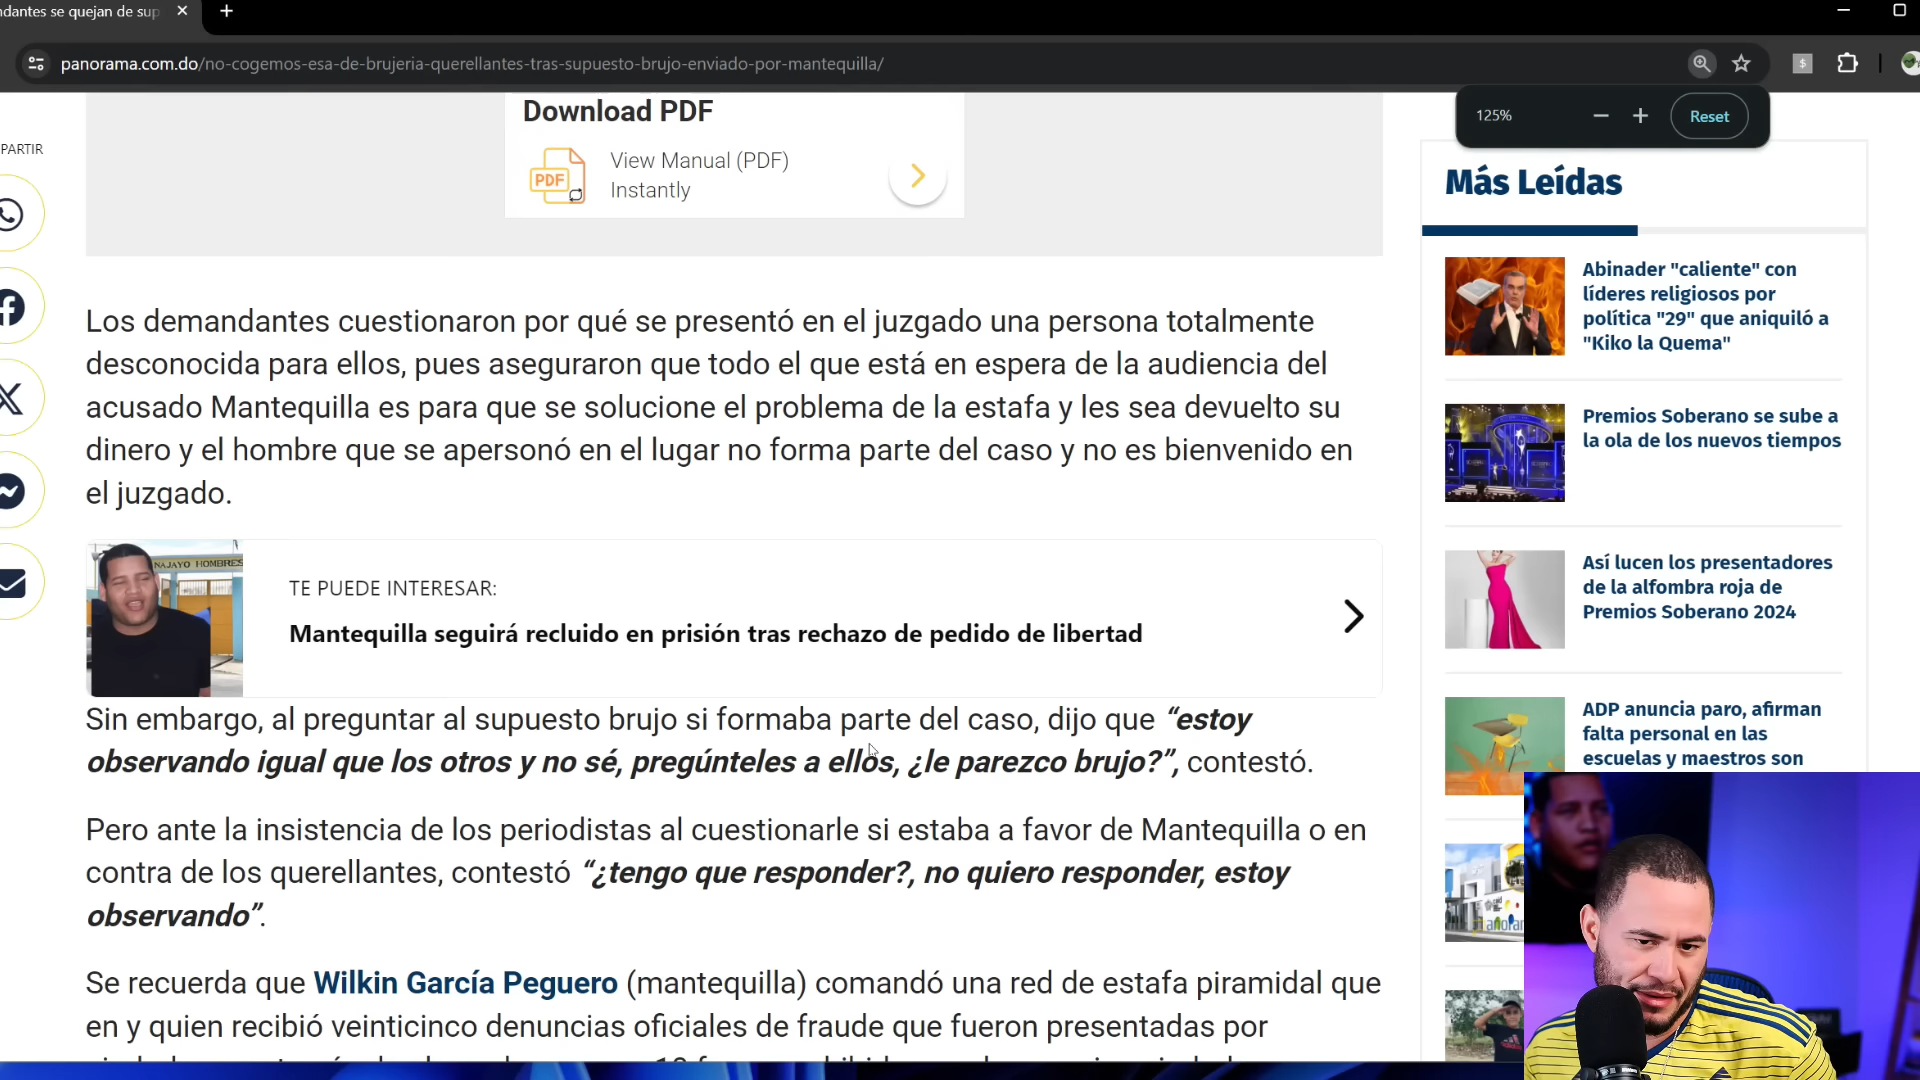 dantes se quejan de sup
panorama.com.do/no-cogemos-esa-de-brujeria-querellantes-tras-supuesto-brujo-enviado-por-mantequilla/
125%
Reset
Download PDF
PDF
View Manual (PDF)
Instantly
PARTIR
Los demandantes cuestionaron por qué se presentó en el juzgado una persona totalmente
desconocida para ellos, pues aseguraron que todo el que está en espera de la audiencia del
acusado Mantequilla es para que se solucione el problema de la estafa y les sea devuelto su
dinero y el hombre que se apersonó en el lugar no forma parte del caso y no es bienvenido en
el juzgado.
NAJAYO HOMBRES
TE PUEDE INTERESAR:
Mantequilla seguirá recluido en prisión tras rechazo de pedido de libertad
Sin embargo, al preguntar al supuesto brujo si formaba parte del caso, dijo que “estoy
observando igual que los otros y no sé, pregúnteles a ellos, ¿le parezco brujo?”, contestó.
Pero ante la insistencia de los periodistas al cuestionarle si estaba a favor de Mantequilla o en
contra de los querellantes, contestó “¿tengo que responder?, no quiero responder, estoy
observando”.
Se recuerda que Wilkin García Peguero (mantequilla) comandó una red de estafa piramidal que
en y quien recibió veinticinco denuncias oficiales de fraude que fueron presentadas por
Más Leídas
Abinader "caliente" con
líderes religiosos por
política "29" que aniquiló a
"Kiko la Quema"
Premios Soberano se sube a
la ola de los nuevos tiempos
Así lucen los presentadores
de la alfombra roja de
Premios Soberano 2024
ADP anuncia paro, afirman
falta personal en las
escuelas y maestros son